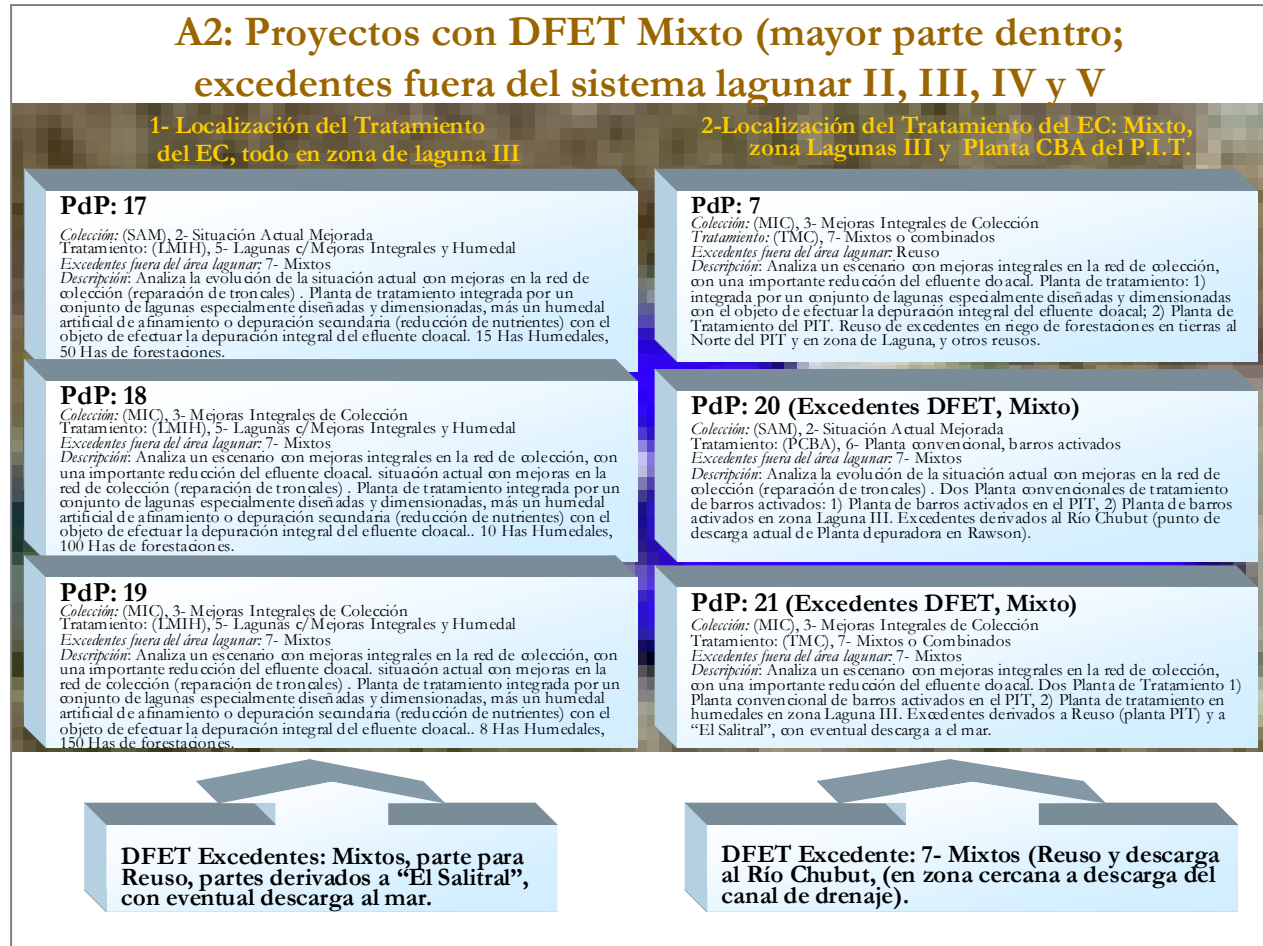 A2: Proyectos con DFET Mixto (mayor parte dentro;
excedentes fuera del sistema lagunar II, III, IV y V
1- Localización del Tratamiento
del EC, todo en zona de laguna III
PdP: 17
Colección: (SAM), 2- Situación Actual Mejorada
Tratamiento: (LMIH), 5- Lagunas c/Mejoras Integrales y Humedal
Excedentes fuera del área lagunar: 7- Mixtos
Descripción: Analiza la evolución de la situación actual con mejoras en la red de
colección (reparación de troncales) . Planta de tratamiento integrada por un
conjunto de lagunas especialmente diseñadas y dimensionadas, más un humedal
artificial de afinamiento o depuración secundaria (reducción de nutrientes) con el
objeto de efectuar la depuración integral del efluente cloacal. 15 Has Humedales,
50 Has de forestaciones.
PdP: 18
Colección: (MIC), 3- Mejoras Integrales de Colección
Tratamiento: (LMIH), 5- Lagunas c/Mejoras Integrales y Humedal
Excedentes fuera del área lagunar: 7- Mixtos
Descripción: Analiza un escenario con mejoras integrales en la red de colección, con
una importante reducción del efluente cloacal. situación actual con mejoras en la
red de colección (reparación de troncales) . Planta de tratamiento integrada por un
conjunto de lagunas especialmente diseñadas y dimensionadas, más un humedal
artificial de afinamiento o depuración secundaria (reducción de nutrientes) con el
objeto de efectuar la depuración integral del efluente cloacal.. 10 Has Humedales,
100 Has de forestaciones.
PdP: 19
Colección: (MIC), 3- Mejoras Integrales de Colección
Tratamiento: (LMIH), 5- Lagunas c/Mejoras Integrales y Humedal
Excedentes fuera del área lagunar: 7- Mixtos
Descripción: Analiza un escenario con mejoras integrales en la red de colección, con
una importante reducción del efluente cloacal. situación actual con mejoras en la
red de colección (reparación de troncales) . Planta de tratamiento integrada por un
conjunto de lagunas especialmente diseñadas y dimensionadas, más un humedal
artificial de afinamiento o depuración secundaria (reducción de nutrientes) con el
objeto de efectuar la depuración integral del efluente cloacal.. 8 Has Humedales,
150 Has de forestaciones.
DFET Excedentes: Mixtos, parte para
Reuso, partes derivados a “El Salitral”,
con eventual descarga al mar.
2-Localización del Tratamiento del EC: Mixto,
zona Lagunas III y Planta CBA del P.I.T.
PdP: 7
Colección: (MIC), 3- Mejoras Integrales de Colección
Tratamiento: (TMC), 7- Mixtos o combinados
Excedentes fuera del área lagunar: Reuso
Descripción: Analiza un escenario con mejoras integrales en la red de colección,
con una importante reducción del efluente cloacal. Planta de tratamiento: 1)
integrada por un conjunto de lagunas especialmente diseñadas y dimensionadas
con el objeto de efectuar la depuración integral del efluente cloácal; 2) Planta de
Tratamiento del PIT. Reuso de excedentes en riego de forestaciones en tierras al
Norte del PIT y en zona de Laguna, y otros reusos.
PdP: 20 (Excedentes DFET, Mixto)
Colección: (SAM), 2- Situación Actual Mejorada
Tratamiento: (PCBA), 6- Planta convencional, barros activados
Excedentes fuera del área lagunar: 7- Mixtos
Descripción: Analiza la evolución de la situación actual con mejoras en la red de
colección (reparación de troncales) . Dos Planta convencionales de tratamiento
de barros activados: 1) Planta de barros activados en el PIT, 2) Planta de barros
activados en zona Laguna III. Excedentes derivados al Río Chubut (punto de
descarga actual de Planta depuradora en Rawson).
PdP: 21 (Excedentes DFET, Mixto)
Colección: (MIC), 3- Mejoras Integrales de Colección
Tratamiento: (TMC), 7- Mixtos o Combinados
Excedentes fuera del área lagunar: 7- Mixtos
Descripción: Analiza un escenario con mejoras integrales en la red de colección,
con una importante reducción del efluente cloacal. Dos Planta de Tratamiento 1)
Planta convencional de barros activados en el PIT, 2) Planta de tratamiento en
humedales en zona Laguna III. Excedentes derivados a Reuso (planta PIT) y a
“El Salitral”, con eventual descarga a el mar.
DFET Excedente: 7- Mixtos (Reuso y descarga
al Río Chubut, (en zona cercana a descarga del
canal de drenaje).